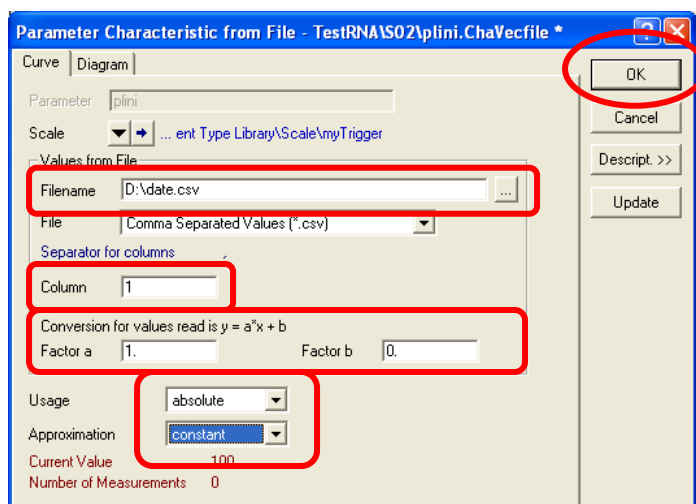 Parameter Characteristic from File - TestRNA\S02\plini.ChaVecfile *
Curve Diagram
OK
Parameter plini
Cancel
Scale ... ent Type Library\Scale\myTrigger
Values from File
Descript. >>
Filename D:\date.csv ...
Update
File Comma Separated Values (*.csv)
Separator for columns ,
Column 1
Conversion for values read is y = a*x + b
Factor a 1. Factor b 0.
Usage absolute
Approximation constant
Current Value 100
Number of Measurements 0